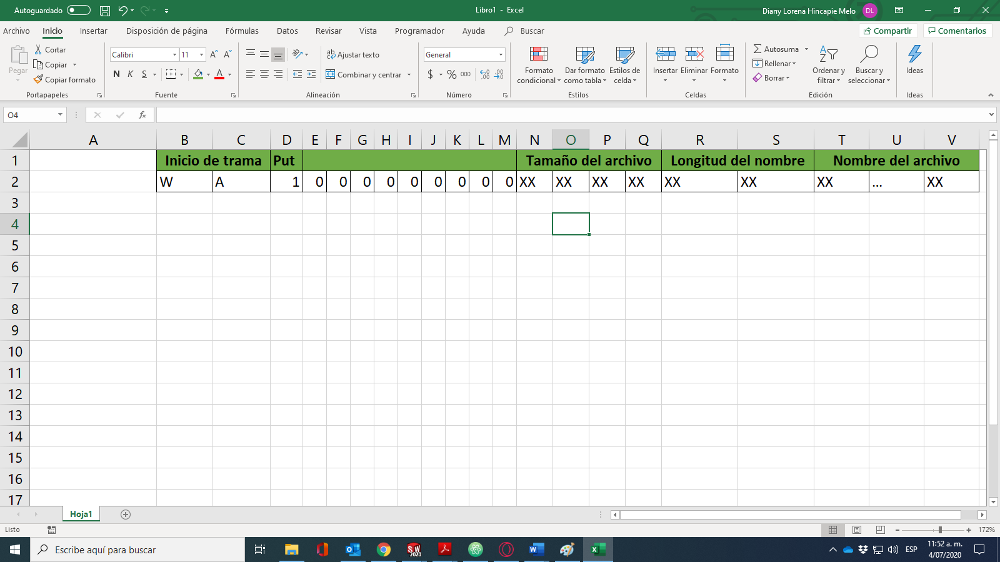 Autoguardado
Libro1 - Excel
Diany Lorena Hincapie Melo
DL
Archivo Inicio Insertar Disposición de página Fórmulas Datos Revisar Vista Programador Ayuda Buscar
Compartir Comentarios
Pegar
Cortar
Copiar
Copiar formato
Portapapeles
Calibri 11
N K S
Fuente
Ajustar texto
Combinar y centrar
Alineación
General
$ % 000
Número
Formato condicional
Dar formato como tabla
Estilos de celda
Estilos
Insertar Eliminar Formato
Celdas
Autosuma
Rellenar
Borrar
Ordenar y filtrar
Buscar y seleccionar
Edición
Ideas
Ideas
O4 fx
A B C D E F G H I J K L M N O P Q R S T U V
1 Inicio de trama Put Tamaño del archivo Longitud del nombre Nombre del archivo
2 W A 1 0 0 0 0 0 0 0 0 0 XX XX XX XX XX XX XX ... XX
3
4
5
6
7
8
9
10
11
12
13
14
15
16
17
Hoja1
Listo
172%
Escribe aquí para buscar
ESP
11:52 a. m.
4/07/2020